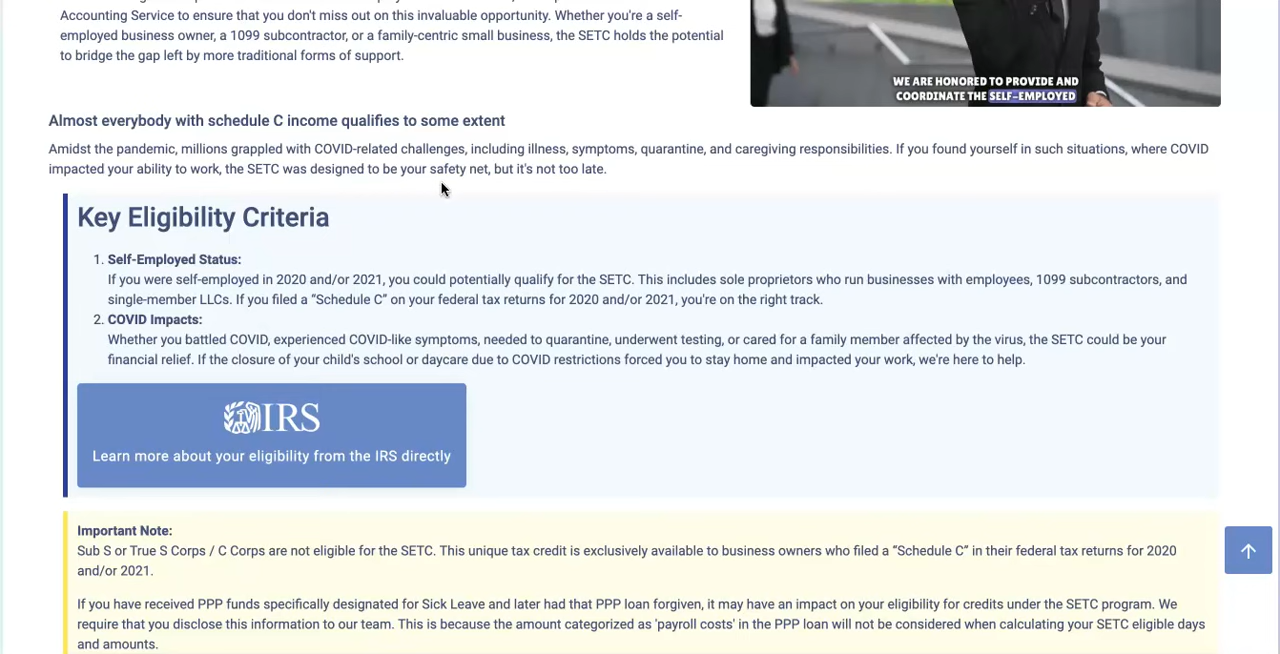 Accounting Service to ensure that you don't miss out on this invaluable opportunity. Whether you're a self-
employed business owner, a 1099 subcontractor, or a family-centric small business, the SETC holds the potential
to bridge the gap left by more traditional forms of support.
WE ARE HONORED TO PROVIDE AND
COORDINATE THE SELF-EMPLOYED
Almost everybody with schedule C income qualifies to some extent
Amidst the pandemic, millions grappled with COVID-related challenges, including illness, symptoms, quarantine, and caregiving responsibilities. If you found yourself in such situations, where COVID
impacted your ability to work, the SETC was designed to be your safety net, but it's not too late.
Key Eligibility Criteria
1. Self-Employed Status:
If you were self-employed in 2020 and/or 2021, you could potentially qualify for the SETC. This includes sole proprietors who run businesses with employees, 1099 subcontractors, and
single-member LLCs. If you filed a “Schedule C” on your federal tax returns for 2020 and/or 2021, you're on the right track.
2. COVID Impacts:
Whether you battled COVID, experienced COVID-like symptoms, needed to quarantine, underwent testing, or cared for a family member affected by the virus, the SETC could be your
financial relief. If the closure of your child's school or daycare due to COVID restrictions forced you to stay home and impacted your work, we're here to help.
IRS
Learn more about your eligibility from the IRS directly
Important Note:
Sub S or True S Corps / C Corps are not eligible for the SETC. This unique tax credit is exclusively available to business owners who filed a “Schedule C” in their federal tax returns for 2020
and/or 2021.
If you have received PPP funds specifically designated for Sick Leave and later had that PPP loan forgiven, it may have an impact on your eligibility for credits under the SETC program. We
require that you disclose this information to our team. This is because the amount categorized as 'payroll costs' in the PPP loan will not be considered when calculating your SETC eligible days
and amounts.